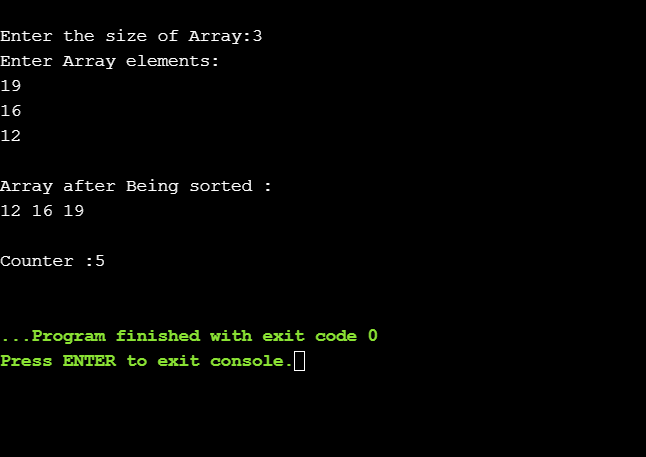 Enter the size of Array:3
Enter Array elements:
19
16
12
Array after Being sorted :
12 16 19
Counter :5
...Program finished with exit code 0
Press ENTER to exit console.